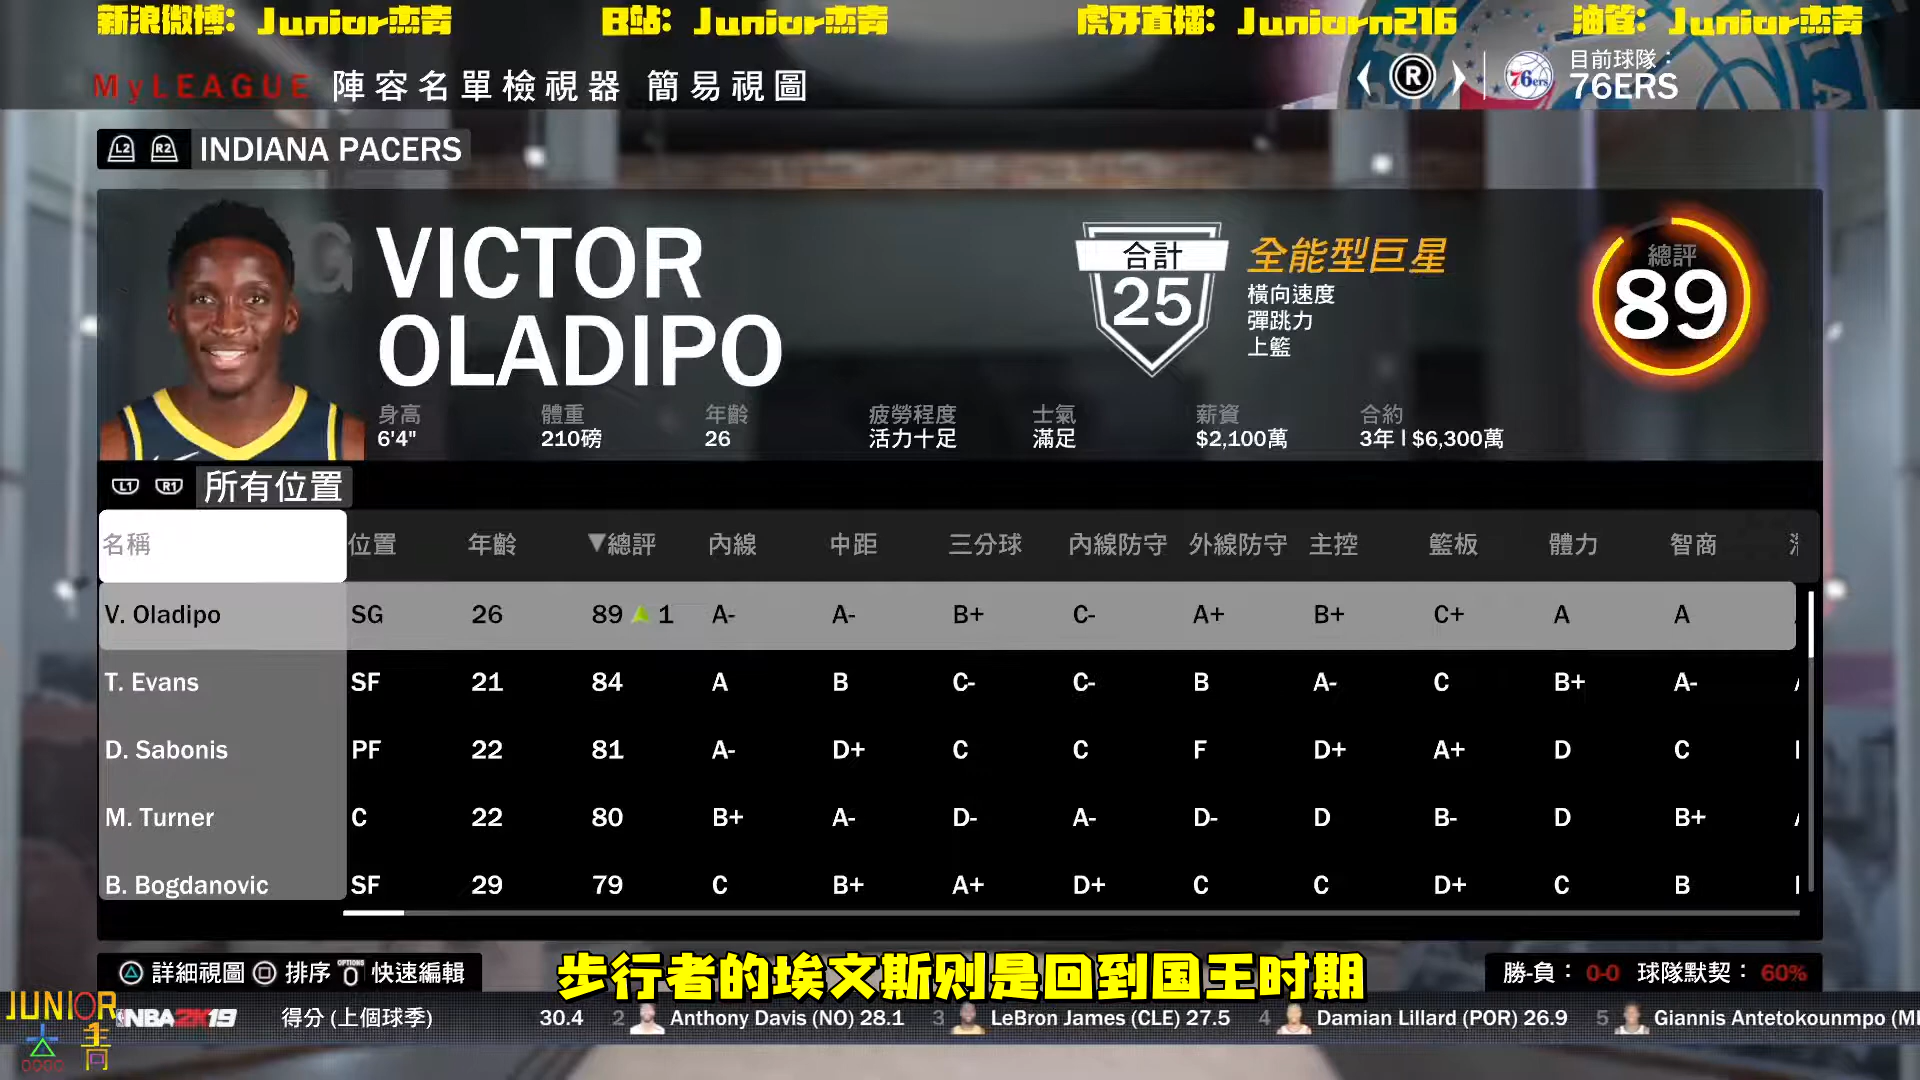 新浪微博：Junior杰青 B站：Junior杰青 虎牙直播：Juniorn216 油管：Junior杰青
MyLEAGUE 陣容名單檢視器 簡易視圖
R 76ers 目前球隊：
76ERS
L2 R2 INDIANA PACERS
VICTOR
OLADIPO
合計
25
全能型巨星
橫向速度
彈跳力
上籃
總評
89
身高 體重 年齡 疲勞程度 士氣 薪資 合約
6'4" 210磅 26 活力十足 滿足 $2,100萬 3年 | $6,300萬
L1 R1 所有位置
名稱 位置 年齡 ▼總評 內線 中距 三分球 內線防守 外線防守 主控 籃板 體力 智商
V. Oladipo SG 26 89 ▲ 1 A- A- B+ C- A+ B+ C+ A A
T. Evans SF 21 84 A B C- C- B A- C B+ A-
D. Sabonis PF 22 81 A- D+ C C F D+ A+ D C
M. Turner C 22 80 B+ A- D- A- D- D B- D B+
B. Bogdanovic SF 29 79 C B+ A+ D+ C C D+ C B
詳細視圖 排序 OPTIONS 快速編輯
步行者的埃文斯则是回到国王时期
勝-負： 0-0 球隊默契： 60%
JUNIOR 杰青
NBA 2K19 得分 (上個球季) 30.4 2 Anthony Davis (NO) 28.1 3 LeBron James (CLE) 27.5 4 Damian Lillard (POR) 26.9 5 Giannis Antetokounmpo